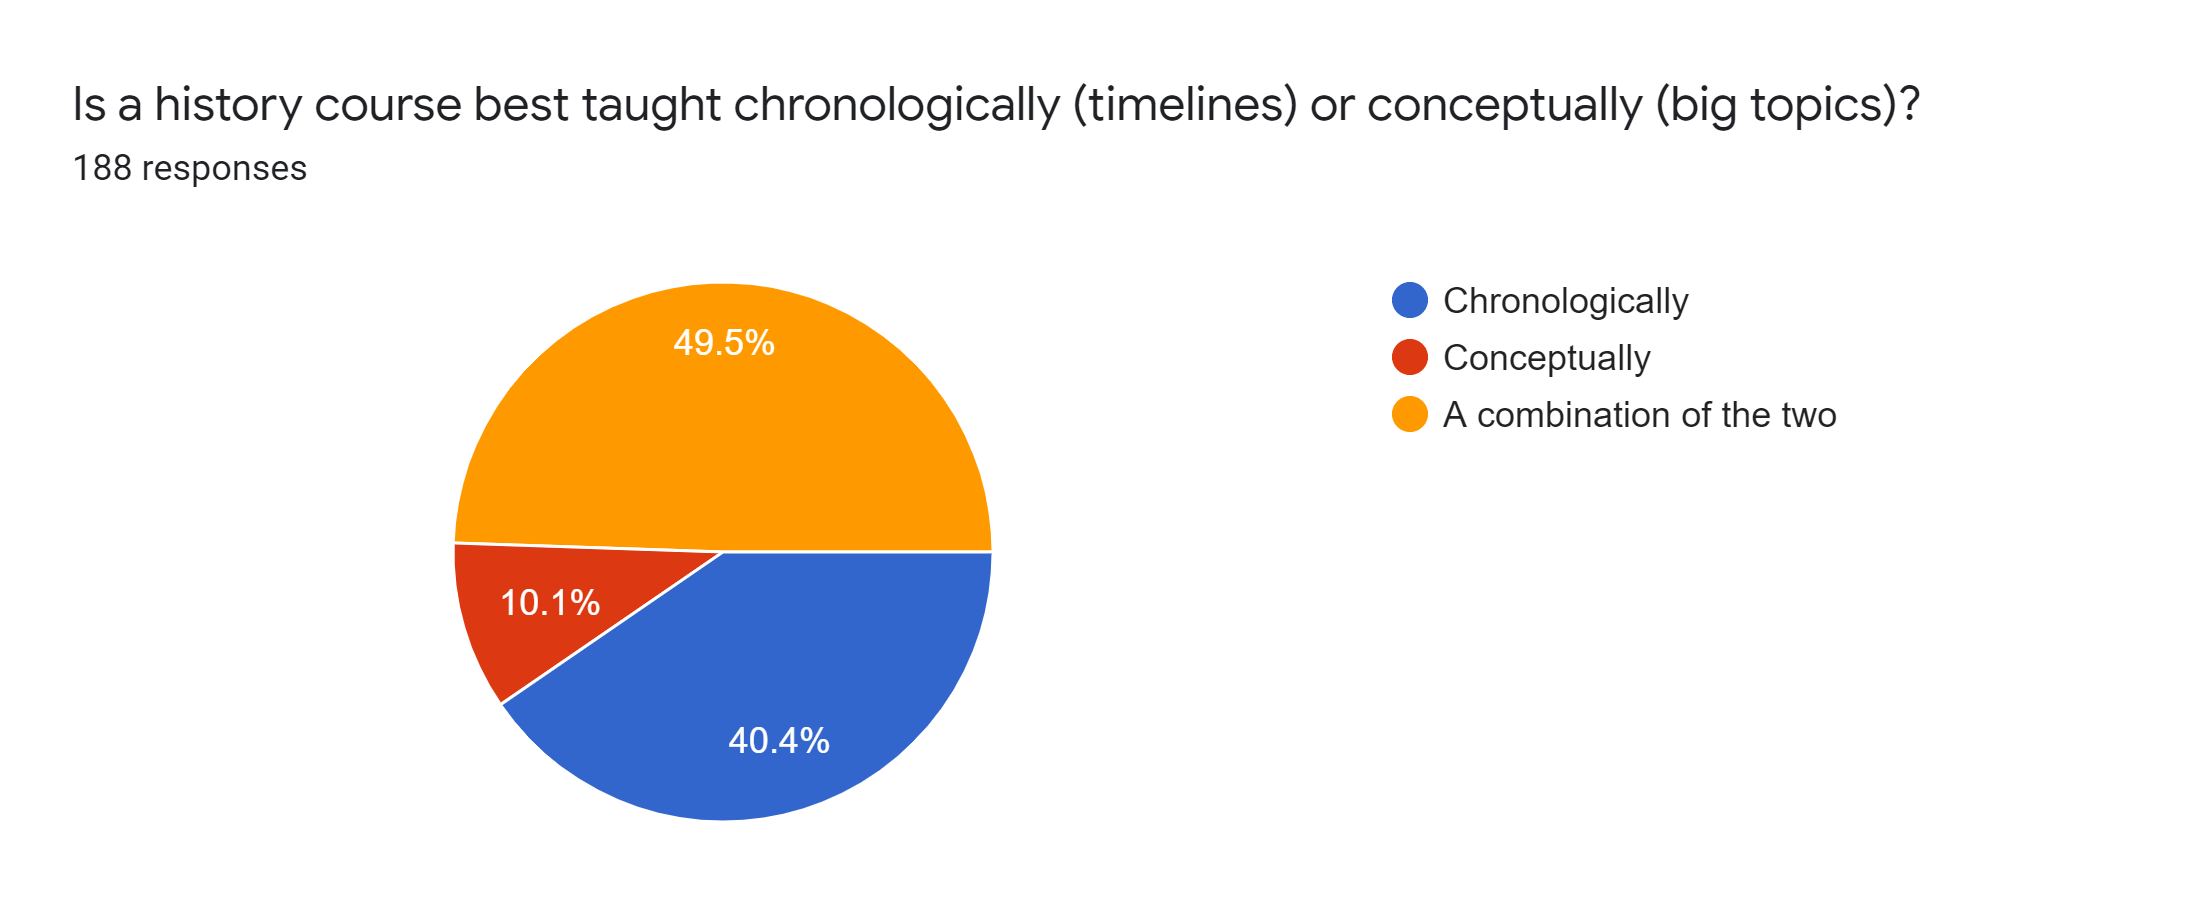 Is a history course best taught chronologically (timelines) or conceptually (big topics)?
188 responses
49.5%
10.1%
40.4%
Chronologically
Conceptually
A combination of the two